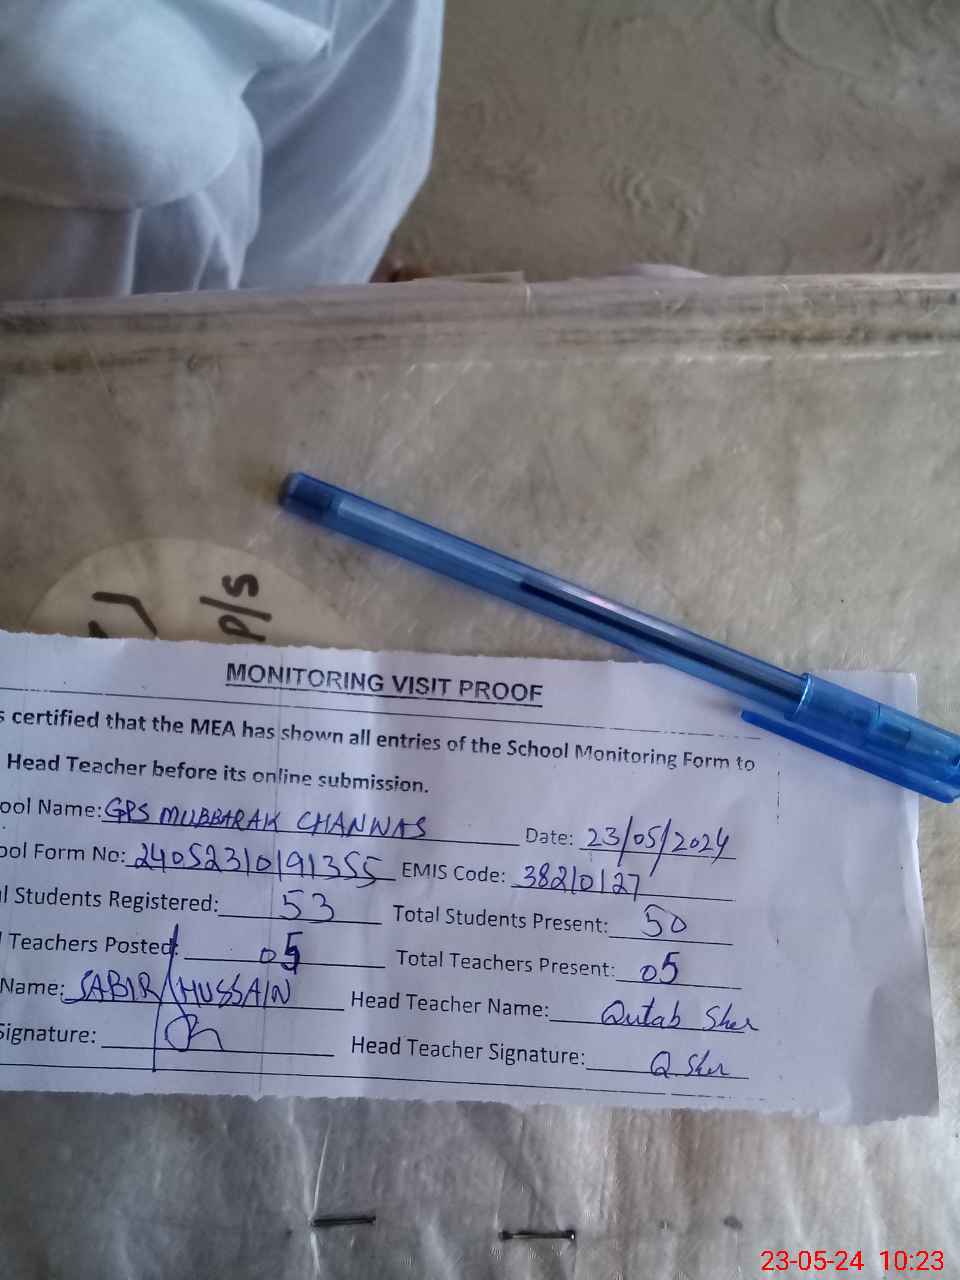 P/S
MONITORING VISIT PROOF
s certified that the MEA has shown all entries of the School Monitoring Form to
Head Teacher before its online submission.
ool Name: GPS MUBBARAK CHANWAS Date: 23/05/2024
ool Form No: 24052310191355 EMIS Code: 38210127
l Students Registered: 53 Total Students Present: 50
l Teachers Posted: 05 Total Teachers Present: 05
Name: SABIR HUSSAIN Head Teacher Name: Qutab Sher
Signature: Head Teacher Signature: Q. Sher
23-05-24 10:23